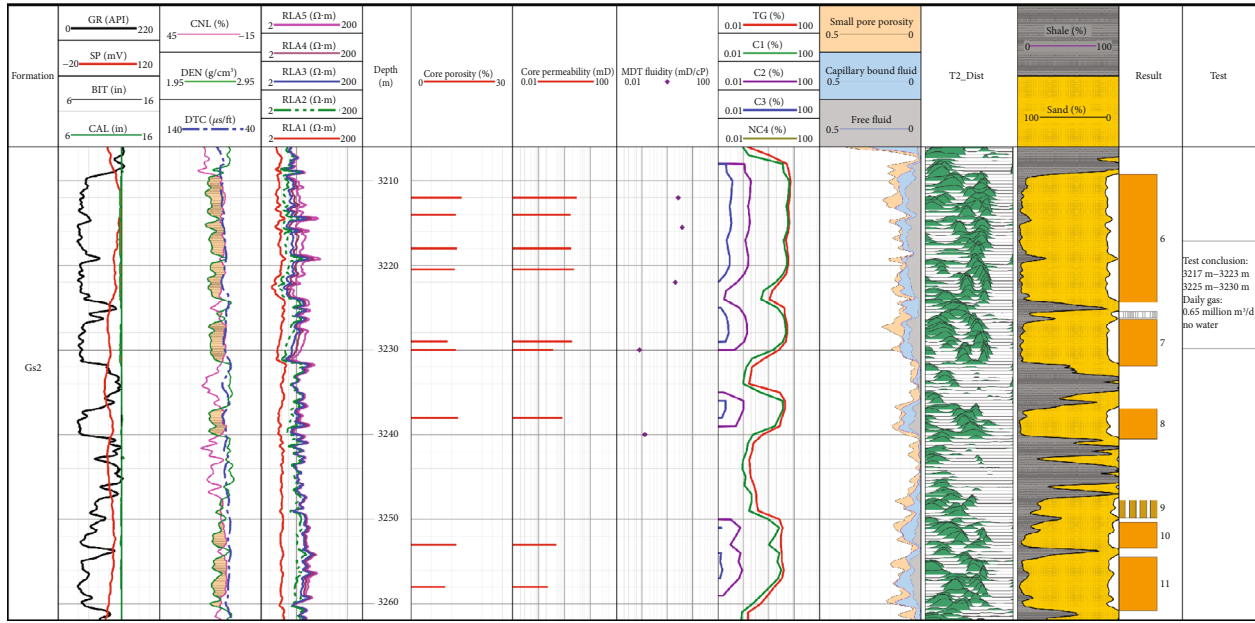 Formation
GR (API)
0 220
SP (mV)
−20 120
BIT (in)
6 16
CAL (in)
6 16
CNL (%)
45 −15
DEN (g/cm³)
1.95 2.95
DTC (μs/ft)
140 40
RLA5 (Ω·m)
2 200
RLA4 (Ω·m)
2 200
RLA3 (Ω·m)
2 200
RLA2 (Ω·m)
2 200
RLA1 (Ω·m)
2 200
Depth
(m)
Core porosity (%)
0 30
Core permeability (mD)
0.01 100
MDT fluidity (mD/cP)
0.01 100
TG (%)
0.01 100
C1 (%)
0.01 100
C2 (%)
0.01 100
C3 (%)
0.01 100
NC4 (%)
0.01 100
Small pore porosity
0.5 0
Capillary bound fluid
0.5 0
Free fluid
0.5 0
T2_Dist
Shale (%)
0 100
Sand (%)
100 0
Result
Test
Gs2
3210
3220
3230
3240
3250
3260
6
7
8
9
10
11
Test conclusion:
3217 m–3223 m
3225 m–3230 m
Daily gas:
0.65 million m³/d
no water